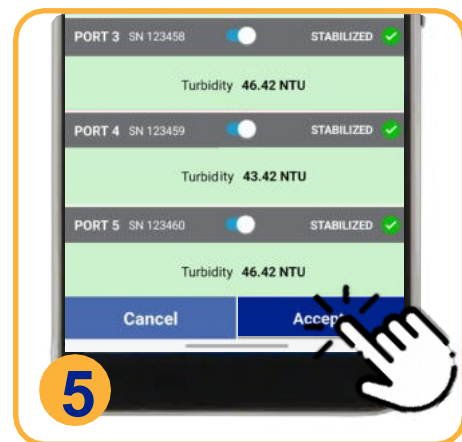 PORT 3 SN 123458 STABILIZED
Turbidity 46.42 NTU
PORT 4 SN 123459 STABILIZED
Turbidity 43.42 NTU
PORT 5 SN 123460 STABILIZED
Turbidity 46.42 NTU
Cancel Accept
5